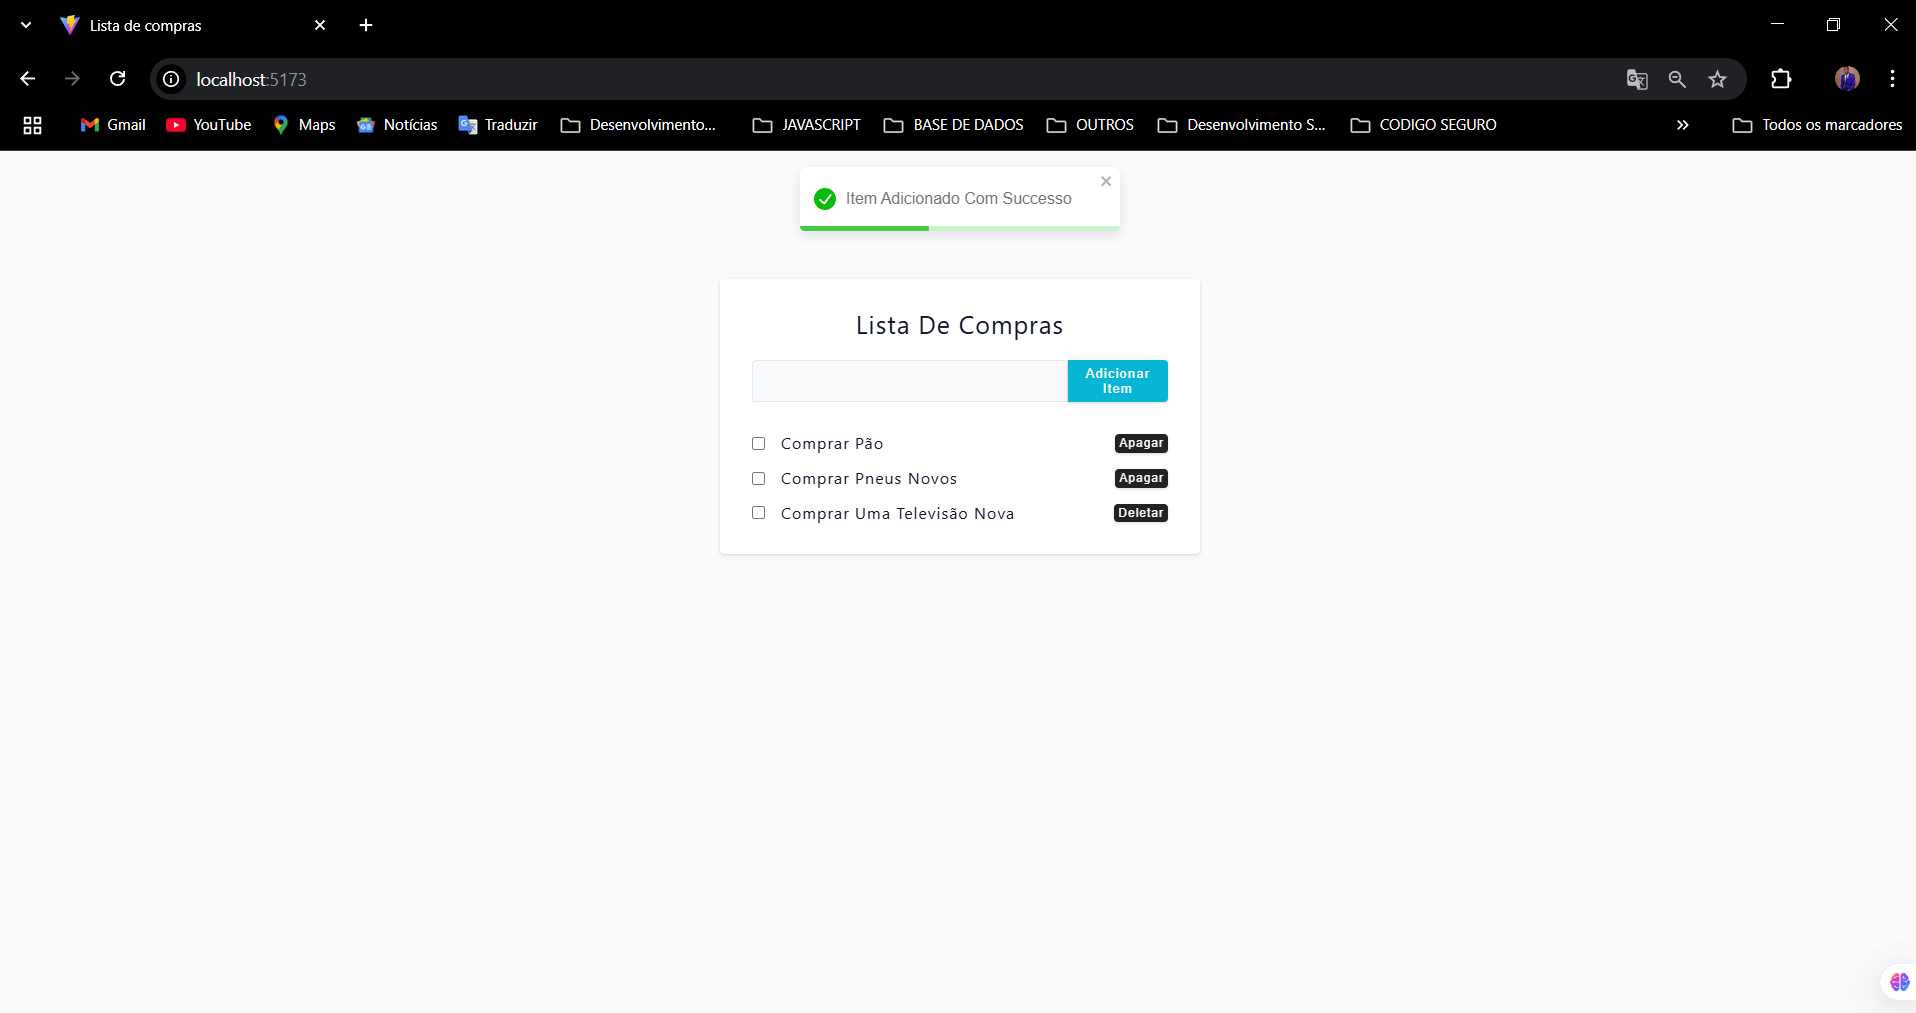 Lista de compras
localhost:5173
Gmail YouTube Maps Notícias Traduzir Desenvolvimento... JAVASCRIPT BASE DE DADOS OUTROS Desenvolvimento S... CODIGO SEGURO » Todos os marcadores
Item Adicionado Com Successo
Lista De Compras
Adicionar
Item
Comprar Pão Apagar
Comprar Pneus Novos Apagar
Comprar Uma Televisão Nova Deletar